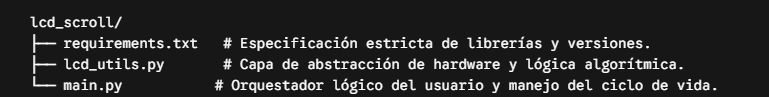 lcd_scroll/
├── requirements.txt   # Especificación estricta de librerías y versiones.
├── lcd_utils.py       # Capa de abstracción de hardware y lógica algorítmica.
└── main.py           # Orquestador lógico del usuario y manejo del ciclo de vida.